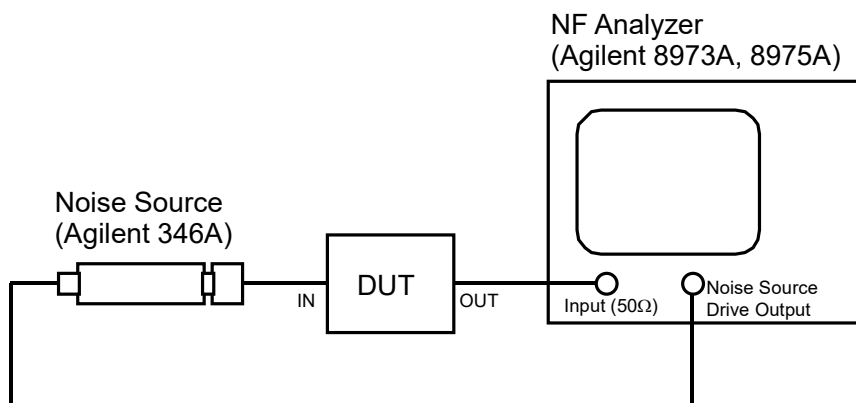 NF Analyzer
(Agilent 8973A, 8975A)
Noise Source
(Agilent 346A)
IN
DUT
OUT
Input (50Ω)
Noise Source
Drive Output